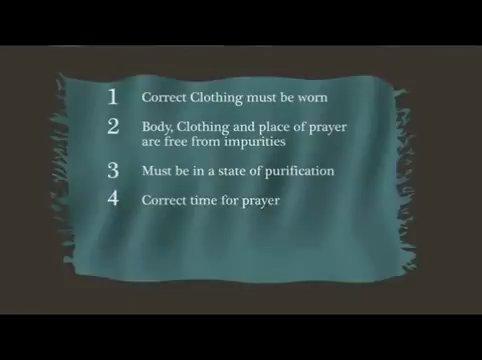 1 Correct Clothing must be worn
2 Body, Clothing and place of prayer
are free from impurities
3 Must be in a state of purification
4 Correct time for prayer